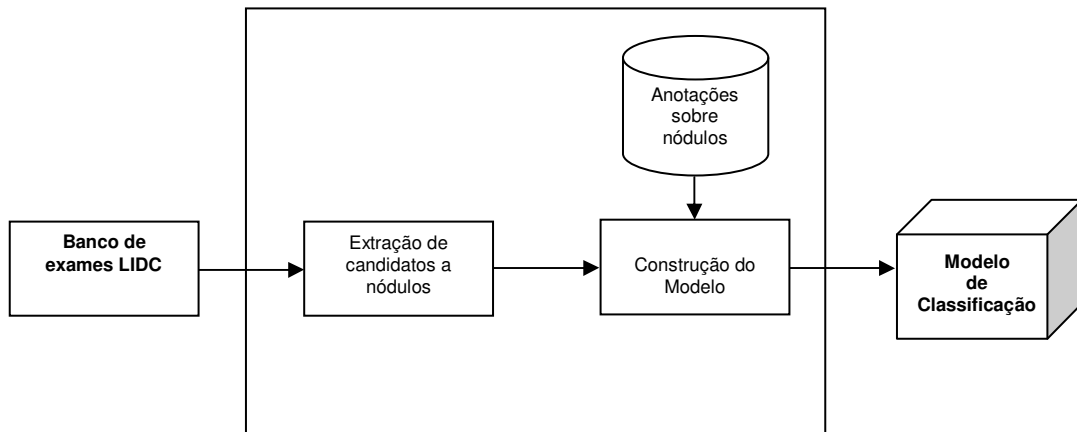 Anotações
sobre
nódulos
Banco de
exames LIDC
Extração de
candidatos a
nódulos
Construção do
Modelo
Modelo
de
Classificação